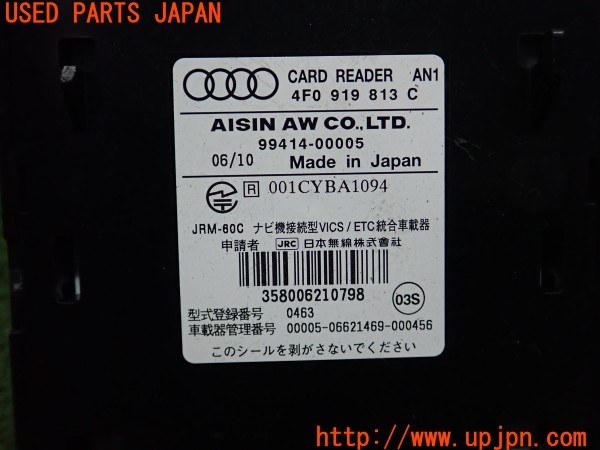 USED PARTS JAPAN
CARD READER AN1
4F0 919 813 C
AISIN AW CO.,LTD.
99414-00005
06/10 Made in Japan
R 001CYBA1094
JRM-60C ナビ機接続型VICS/ETC統合車載器
申請者 JRC 日本無線株式會社
358006210798
03S
型式登録番号 0463
車載器管理番号 00005-06621469-000456
このシールを剥がさないでください
http://www.upjpn.com/